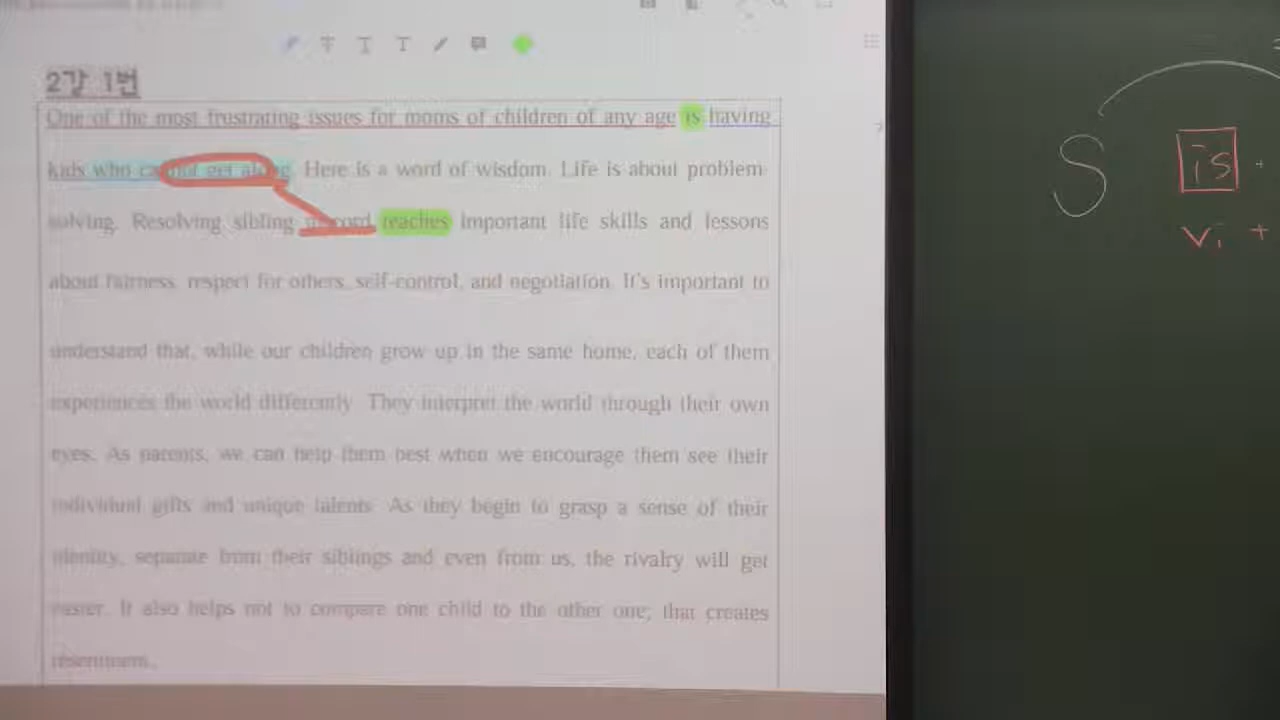 2강 1번
One of the most frustrating issues for moms of children of any age is having
kids who cannot get along. Here is a word of wisdom. Life is about problem-
solving. Resolving sibling discord teaches important life skills and lessons
about fairness, respect for others, self-control, and negotiation. It's important to
understand that, while our children grow up in the same home, each of them
experiences the world differently. They interpret the world through their own
eyes. As parents, we can help them best when we encourage them see their
individual gifts and unique talents. As they begin to grasp a sense of their
identity, separate from their siblings and even from us, the rivalry will get
easier. It also helps not to compare one child to the other one; that creates
resentment.
S is
vi +